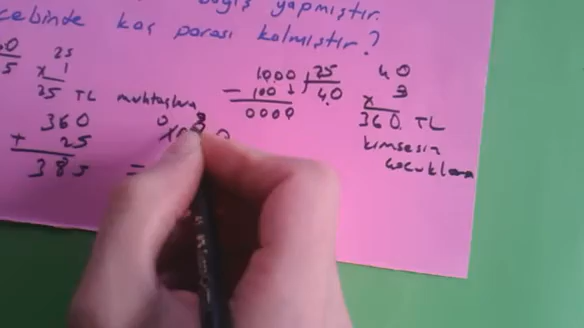 bağış yapmıştır.
cebinde kaç parası kalmıştır?
25
x 1
25 TL muhtaşlara
360
+ 25
385
1000 25
- 100 40
0000
40
x 9
360 TL
kimsesiz
çocuklara